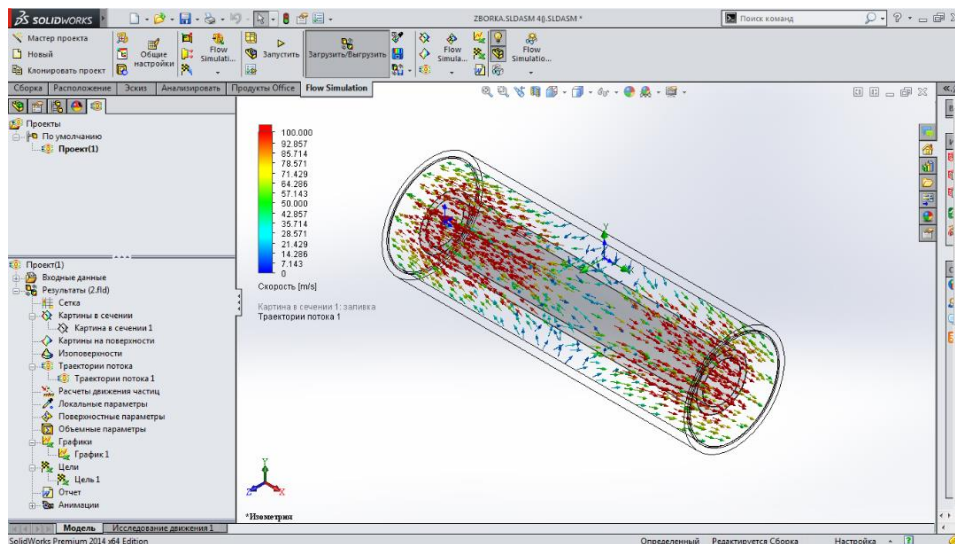 SOLIDWORKS
ZBORKA.SLDASM 4().SLDASM *
Поиск команд
Мастер проекта
Новый
Клонировать проект
Общие настройки
Flow Simulati...
Запустить
Загрузить/Выгрузить
Flow Simula...
Flow Simulation...
Сборка
Расположение
Эскиз
Анализировать
Продукты Office
Flow Simulation
Проекты
По умолчанию
Проект(1)
100.000
92.857
85.714
78.571
71.429
64.286
57.143
50.000
42.857
35.714
28.571
21.429
14.286
7.143
0
Скорость [m/s]
Картина в сечении 1: заливка
Траектории потока 1
Проект(1)
Входные данные
Результаты (2.fld)
Сетка
Картины в сечении
Картина в сечении 1
Картины на поверхности
Изоповерхности
Траектории потока
Траектории потока 1
Расчеты движения частиц
Локальные параметры
Поверхностные параметры
Объемные параметры
Графики
График 1
Цели
Цель 1
Отчет
Анимации
Y
Y
Z
X
*Изометрия
Модель
Исследование движения 1
SolidWorks Premium 2014 x64 Edition
Определенный
Редактируется Сборка
Настройка